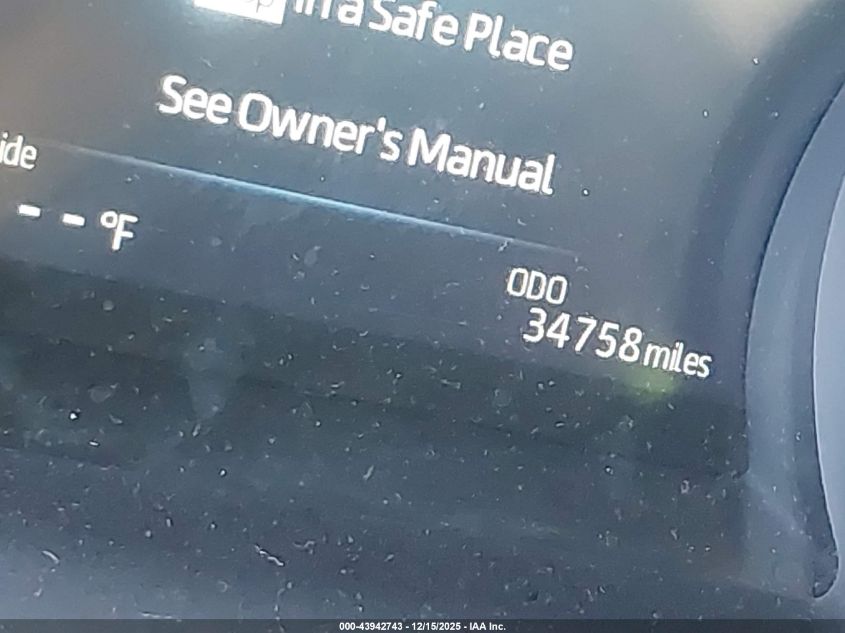 in a Safe Place
See Owner's Manual
ide
-- °F
ODO
34758 miles
000-43942743 - 12/15/2025 - IAA Inc.